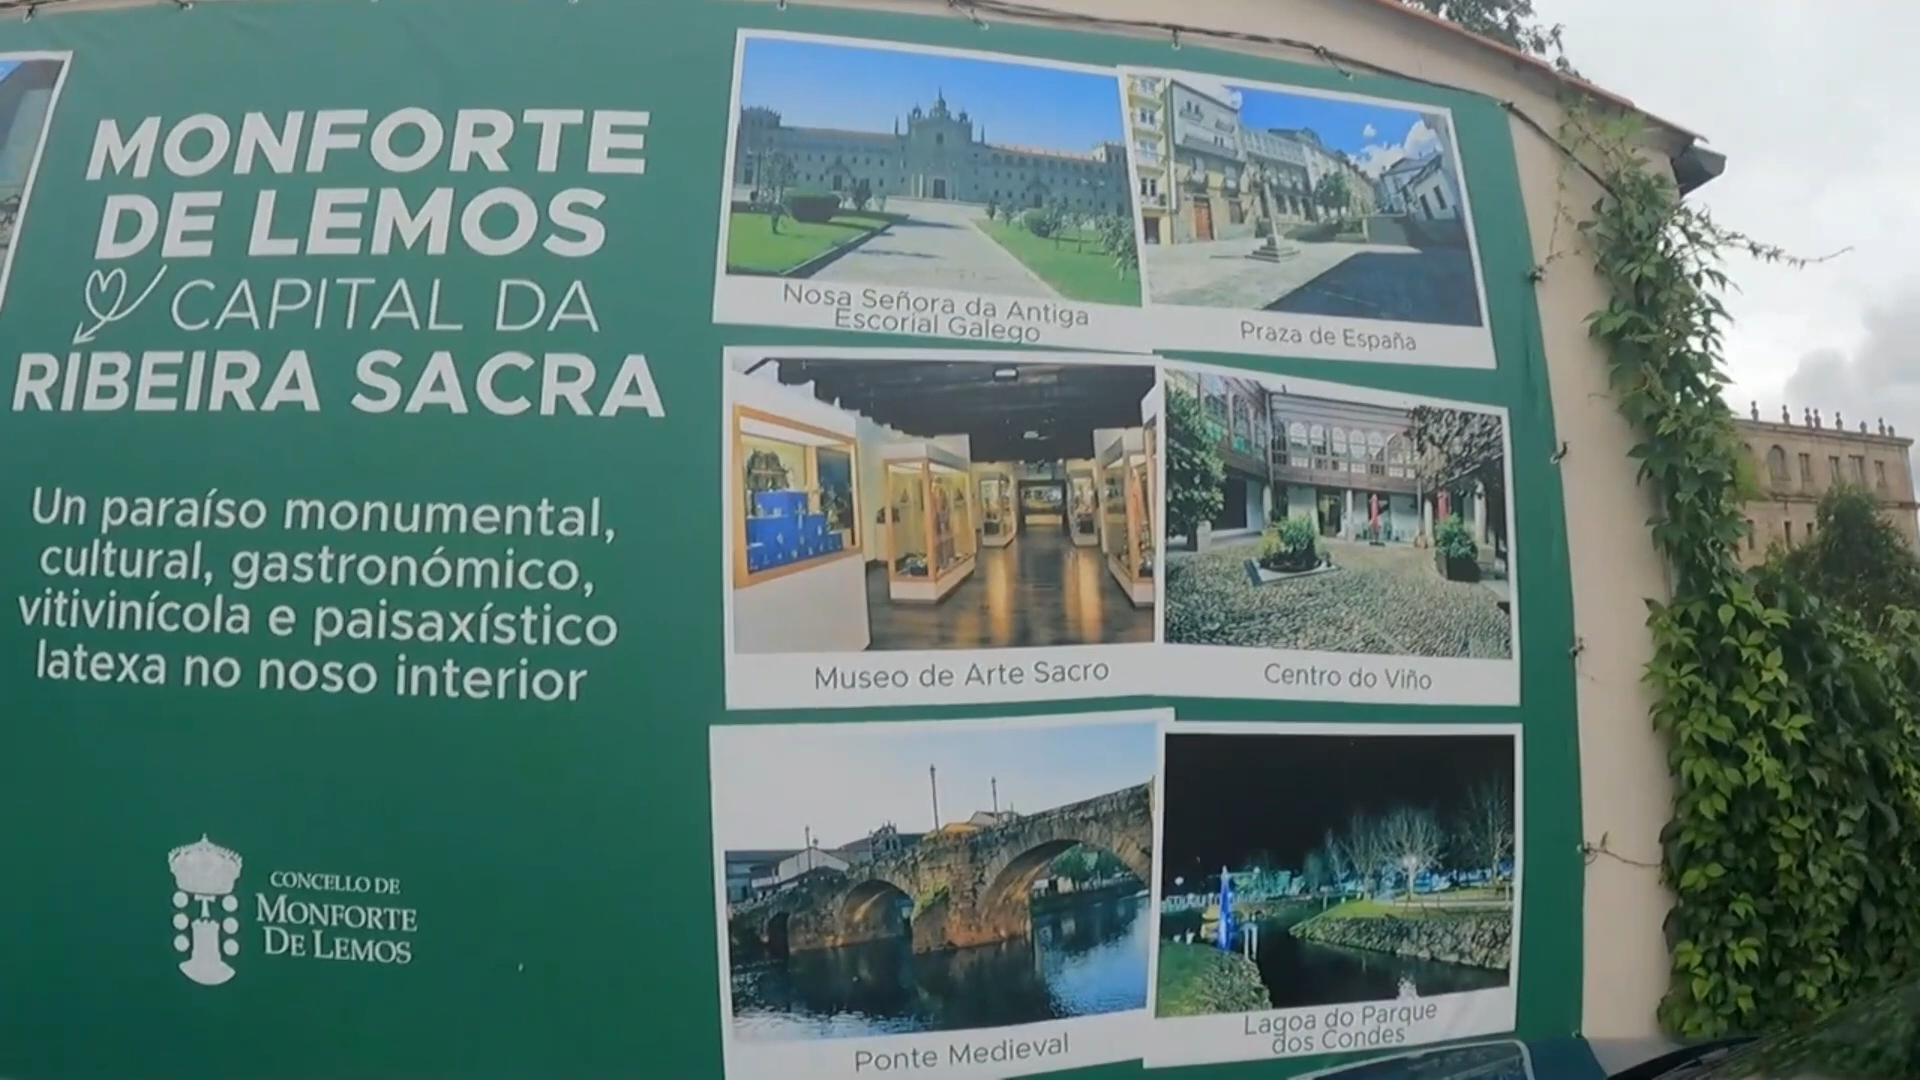 MONFORTE
DE LEMOS
CAPITAL DA
RIBEIRA SACRA
Un paraíso monumental,
cultural, gastronómico,
vitivinícola e paisaxístico
latexa no noso interior
CONCELLO DE
MONFORTE
DE LEMOS
Nosa Señora da Antiga
Escorial Galego
Praza de España
Museo de Arte Sacro
Centro do Viño
Ponte Medieval
Lagoa do Parque
dos Condes